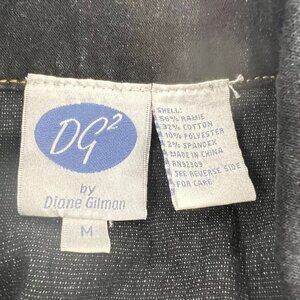 DG²
by
Diane Gilman
M
SHELL:
56% RAMIE
32% COTTON
10% POLYESTER
2% SPANDEX
MADE IN CHINA
RN92909
SEE REVERSE SIDE
FOR CARE